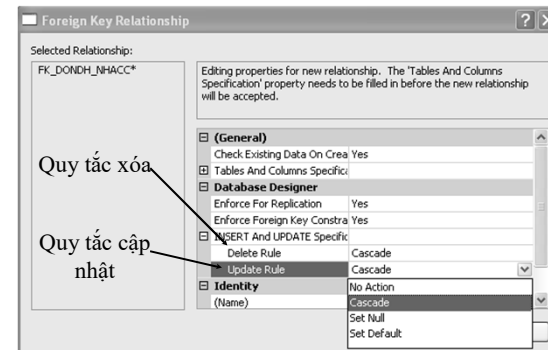 Foreign Key Relationship
Selected Relationship:
FK_DONDH_NHACC*
Editing properties for new relationship. The 'Tables And Columns
Specification' property needs to be filled in before the new relationship
will be accepted.
(General)
Check Existing Data On Crea Yes
Tables And Columns Specifica
Database Designer
Enforce For Replication Yes
Enforce Foreign Key Constra Yes
INSERT And UPDATE Specific
Delete Rule Cascade
Update Rule Cascade
Identity
(Name)
No Action
Cascade
Set Null
Set Default
Quy tắc xóa
Quy tắc cập
nhật